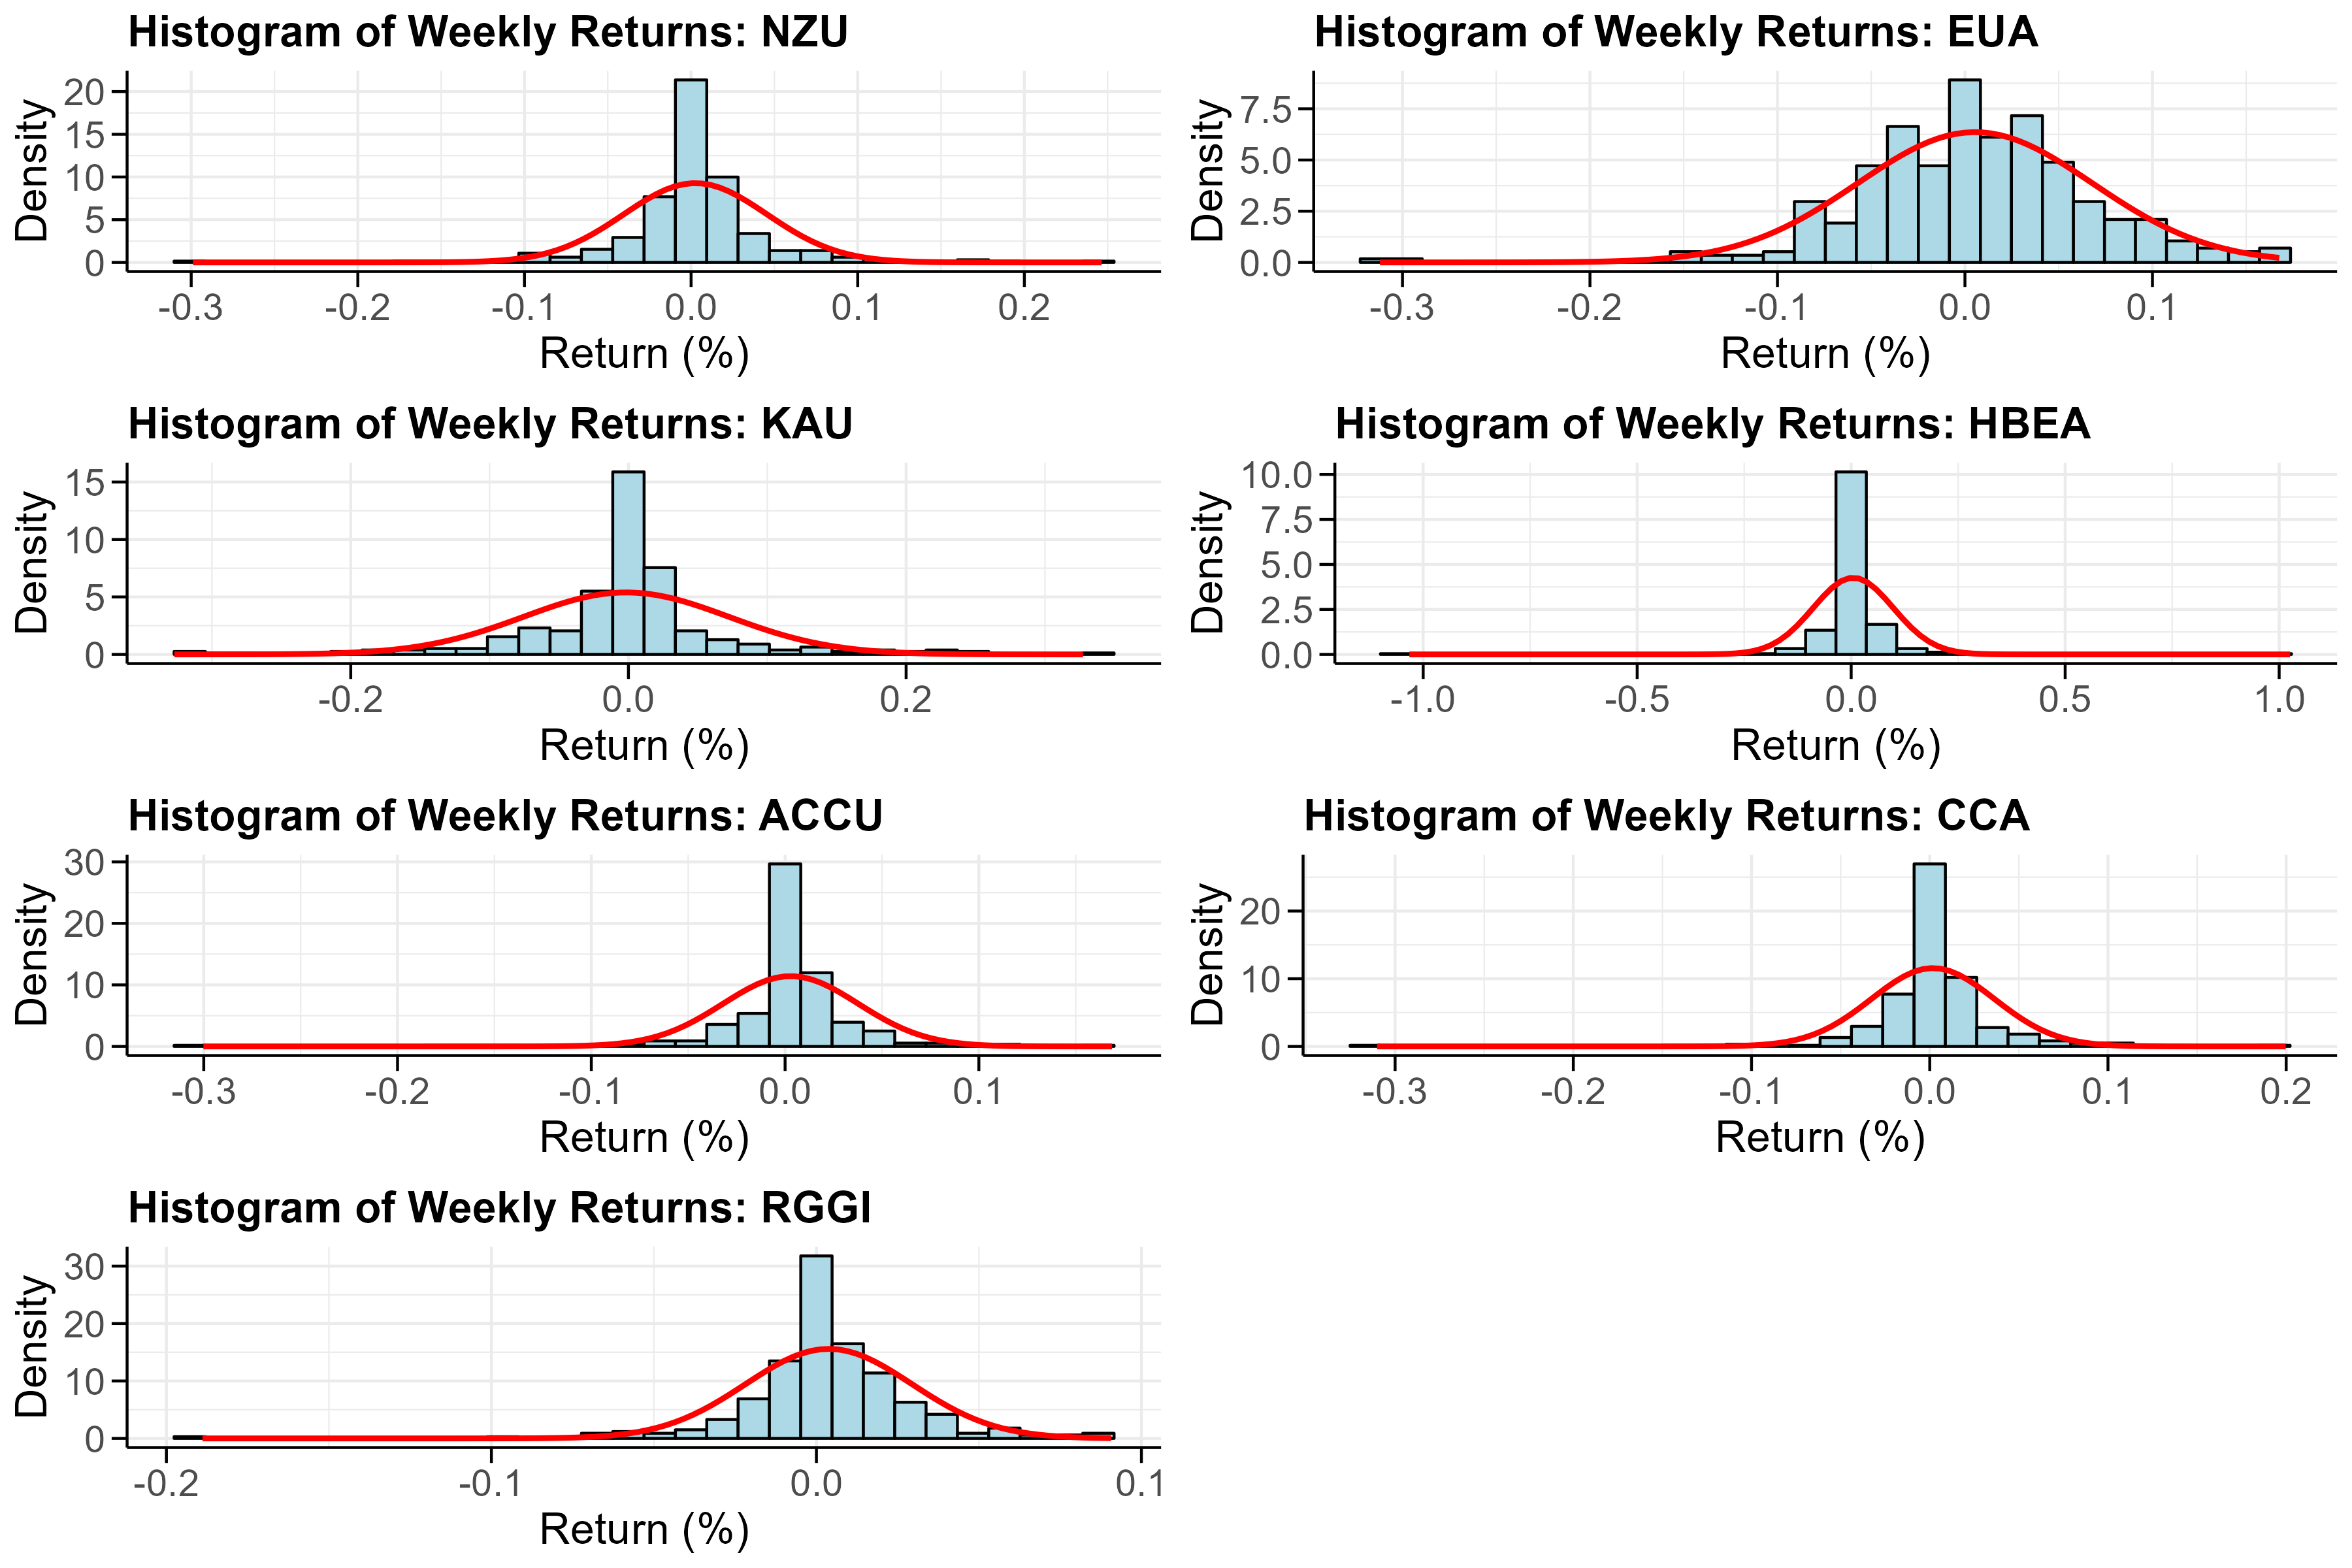 Histogram of Weekly Returns: NZU
Density
20
15
10
5
0
-0.3 -0.2 -0.1 0.0 0.1 0.2
Return (%)
Histogram of Weekly Returns: EUA
Density
7.5
5.0
2.5
0.0
-0.3 -0.2 -0.1 0.0 0.1
Return (%)
Histogram of Weekly Returns: KAU
Density
15
10
5
0
-0.2 0.0 0.2
Return (%)
Histogram of Weekly Returns: HBEA
Density
10.0
7.5
5.0
2.5
0.0
-1.0 -0.5 0.0 0.5 1.0
Return (%)
Histogram of Weekly Returns: ACCU
Density
30
20
10
0
-0.3 -0.2 -0.1 0.0 0.1
Return (%)
Histogram of Weekly Returns: CCA
Density
20
10
0
-0.3 -0.2 -0.1 0.0 0.1 0.2
Return (%)
Histogram of Weekly Returns: RGGI
Density
30
20
10
0
-0.2 -0.1 0.0 0.1
Return (%)